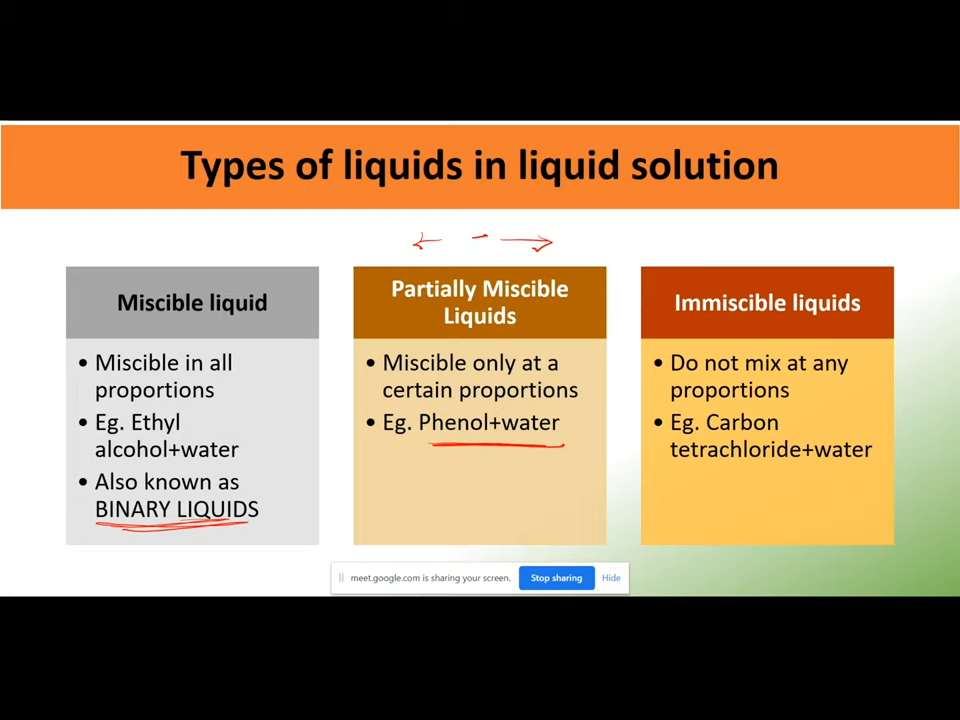 Types of liquids in liquid solution
Miscible liquid
• Miscible in all
proportions
• Eg. Ethyl
alcohol+water
• Also known as
BINARY LIQUIDS
Partially Miscible
Liquids
• Miscible only at a
certain proportions
• Eg. Phenol+water
Immiscible liquids
• Do not mix at any
proportions
• Eg. Carbon
tetrachloride+water
meet.google.com is sharing your screen. Stop sharing Hide